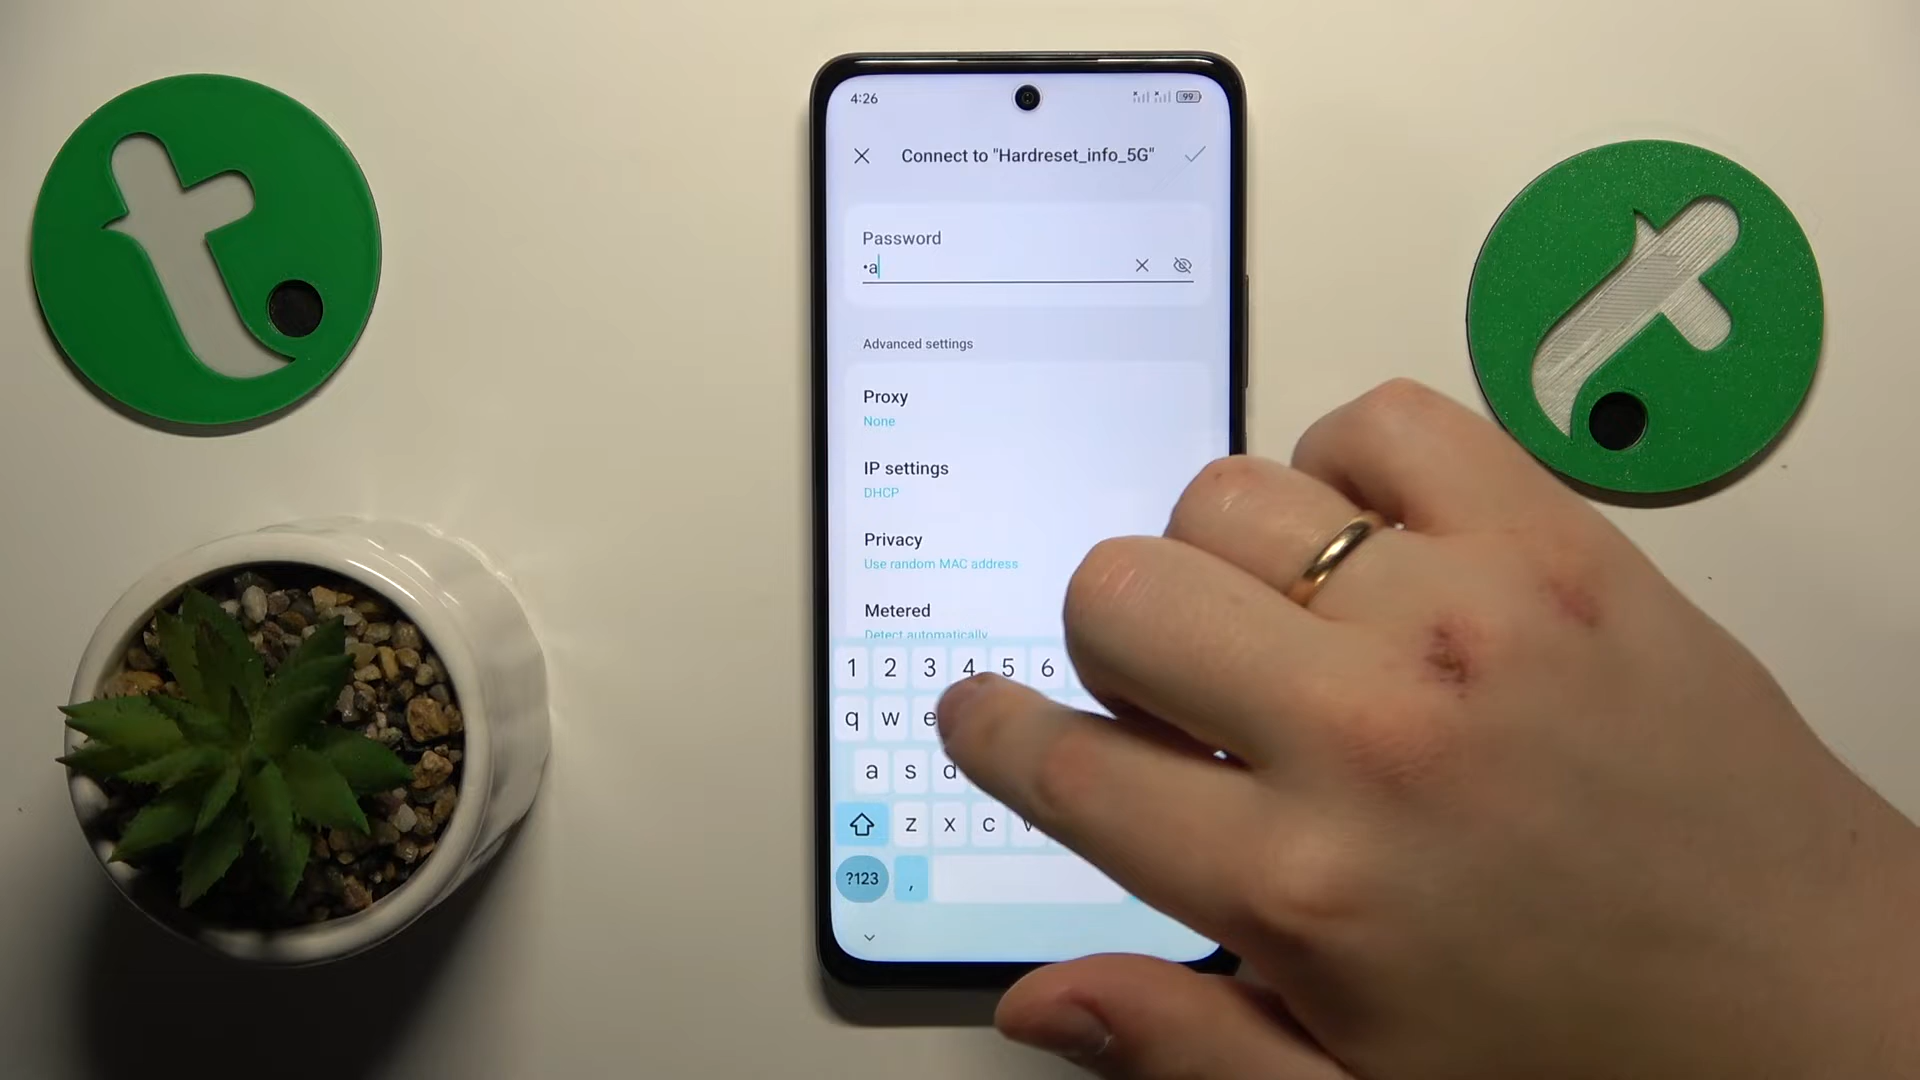 4:26
99
Connect to "Hardreset_info_5G"
Password
•a
Advanced settings
Proxy
None
IP settings
DHCP
Privacy
Use random MAC address
Metered
Detect automatically
1 2 3 4 5 6
q w e
a s d
z x c v
?123 ,